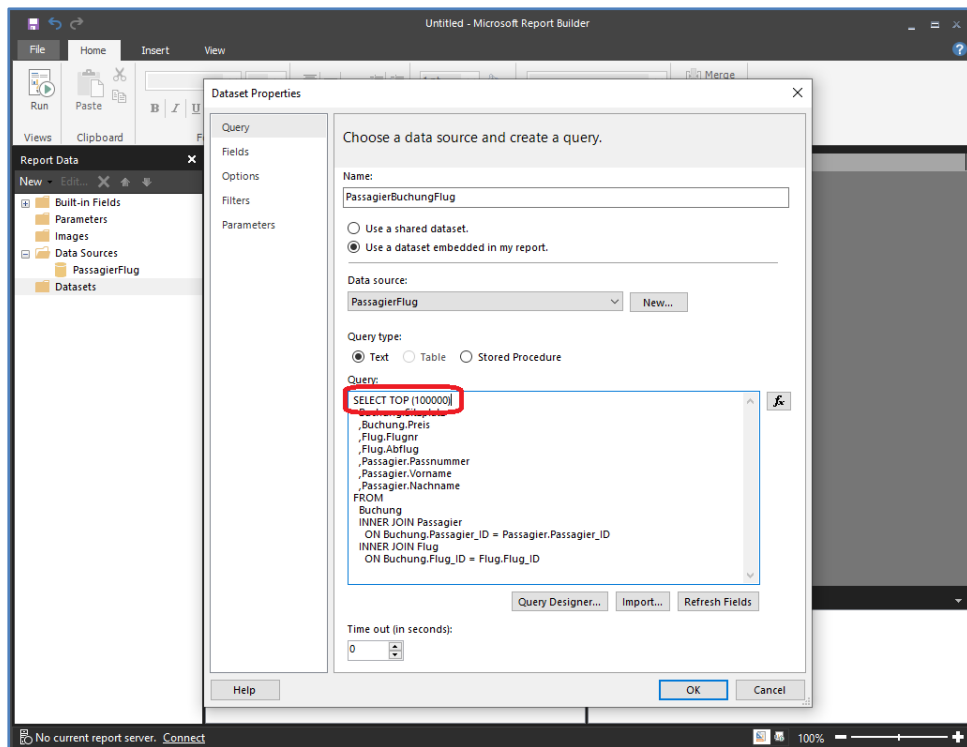 Untitled - Microsoft Report Builder
File Home Insert View
Merge
Run Paste B I U
Views Clipboard
Report Data
New Edit...
Built-in Fields
Parameters
Images
Data Sources
PassagierFlug
Datasets
Dataset Properties
Query
Fields
Options
Filters
Parameters
Choose a data source and create a query.
Name:
PassagierBuchungFlug
Use a shared dataset.
Use a dataset embedded in my report.
Data source:
PassagierFlug
New...
Query type:
Text Table Stored Procedure
Query:
SELECT TOP (100000)
,Buchung.Preis
,Flug.Flugnr
,Flug.Abflug
,Passagier.Passnummer
,Passagier.Vorname
,Passagier.Nachname
FROM
Buchung
INNER JOIN Passagier
ON Buchung.Passagier_ID = Passagier.Passagier_ID
INNER JOIN Flug
ON Buchung.Flug_ID = Flug.Flug_ID
fx
Query Designer... Import... Refresh Fields
Time out (in seconds):
0
Help OK Cancel
No current report server. Connect
100%